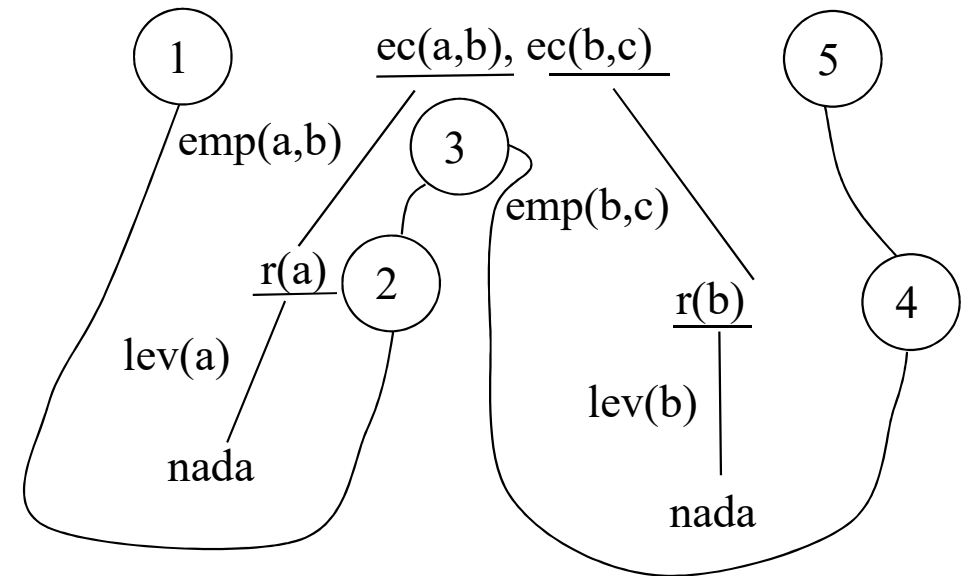 1
ec(a,b), ec(b,c)
5
emp(a,b)
3
emp(b,c)
r(a)
2
r(b)
4
lev(a)
lev(b)
nada
nada